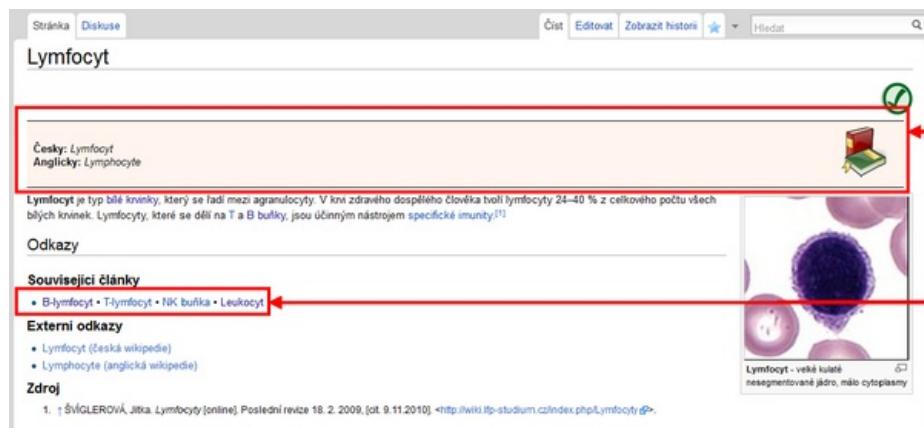 Stránka Diskuse Číst Editovat Zobrazit historii Hledat
Lymfocyt
Česky: Lymfocyt
Anglicky: Lymphocyte
Lymfocyt je typ bílé krvinky, který se řadí mezi agranulocyty. V krvi zdravého dospělého člověka tvoří lymfocyty 24–40 % z celkového počtu všech
bílých krvinek. Lymfocyty, které se dělí na T a B buňky, jsou účinným nástrojem specifické imunity.[1]
Odkazy
Související články
• B-lymfocyt • T-lymfocyt • NK buňka • Leukocyt
Externí odkazy
• Lymfocyt (česká wikipedie)
• Lymphocyte (anglická wikipedie)
Lymfocyt - velké kulaté
nesegmentované jádro, málo cytoplasmy
Zdroj
1. ↑ ŠVÍGLEROVÁ, Jitka. Lymfocyty [online]. Poslední revize 18. 2. 2009, [cit. 9.11.2010]. <http://wiki.lfp-studium.cz/index.php/Lymfocyty>.